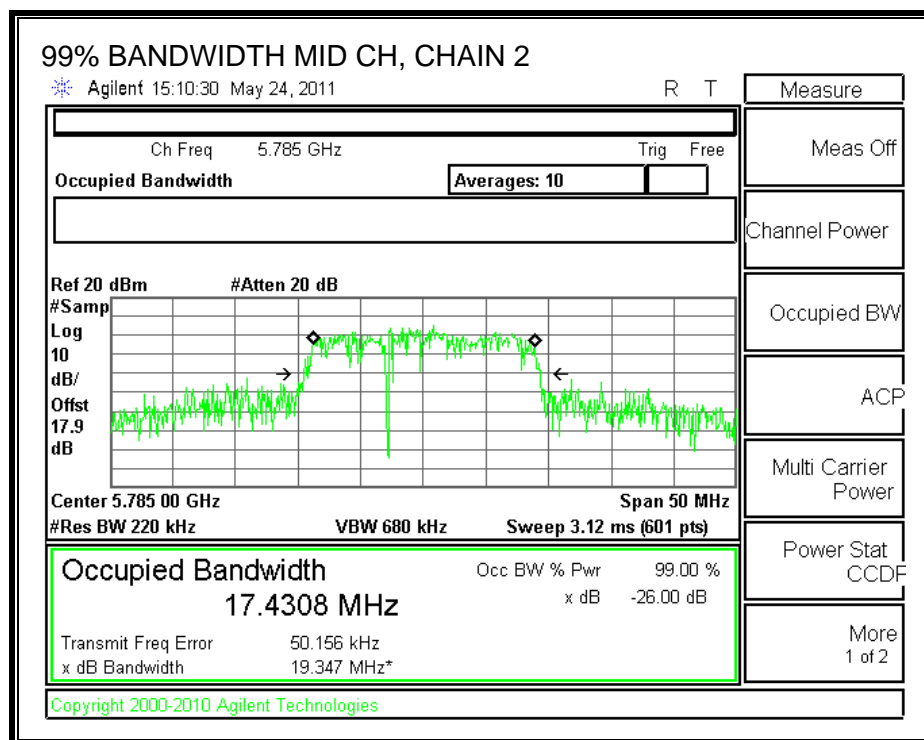 99% BANDWIDTH MID CH, CHAIN 2
Agilent 15:10:30 May 24, 2011 R T
Measure
Ch Freq 5.785 GHz Trig Free
Meas Off
Occupied Bandwidth Averages: 10
Channel Power
Ref 20 dBm #Atten 20 dB
#Samp
Log
10
dB/
Offst
17.9
dB
Occupied BW
ACP
Center 5.785 00 GHz Span 50 MHz
#Res BW 220 kHz VBW 680 kHz Sweep 3.12 ms (601 pts)
Multi Carrier
Power
Occupied Bandwidth Occ BW % Pwr 99.00 %
17.4308 MHz x dB -26.00 dB
Transmit Freq Error 50.156 kHz
x dB Bandwidth 19.347 MHz*
Power Stat
CCDF
More
1 of 2
Copyright 2000-2010 Agilent Technologies